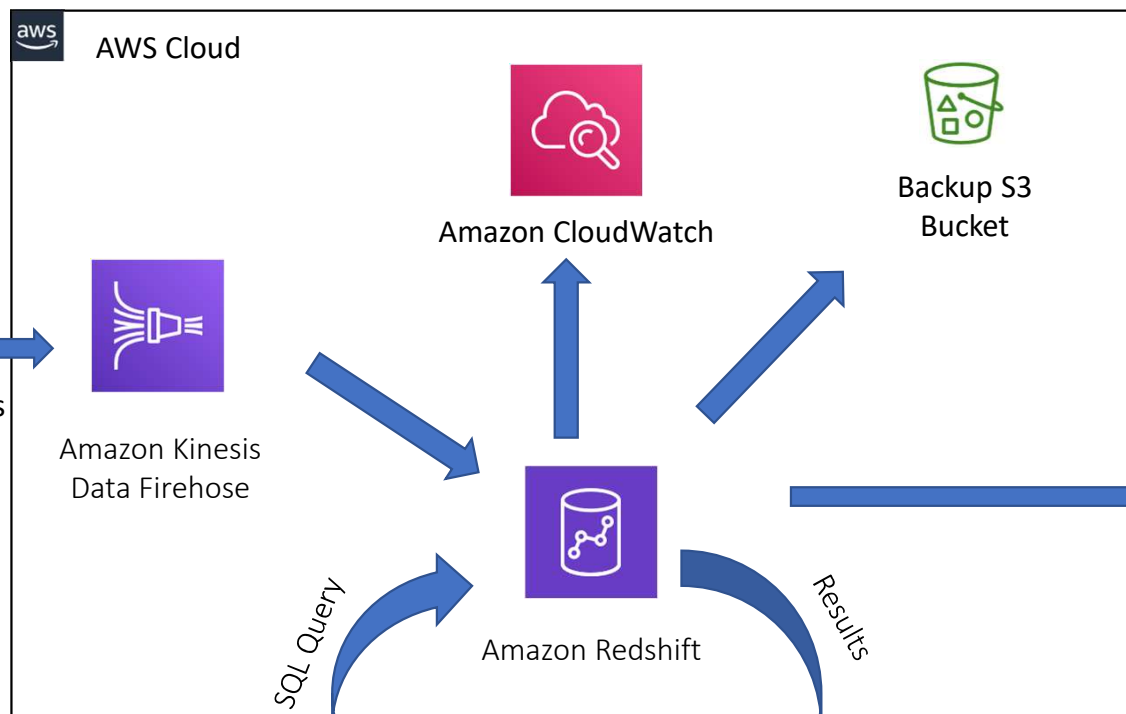 aws
AWS Cloud
Amazon CloudWatch
Backup S3
Bucket
s
Amazon Kinesis
Data Firehose
SQL Query
Amazon Redshift
Results